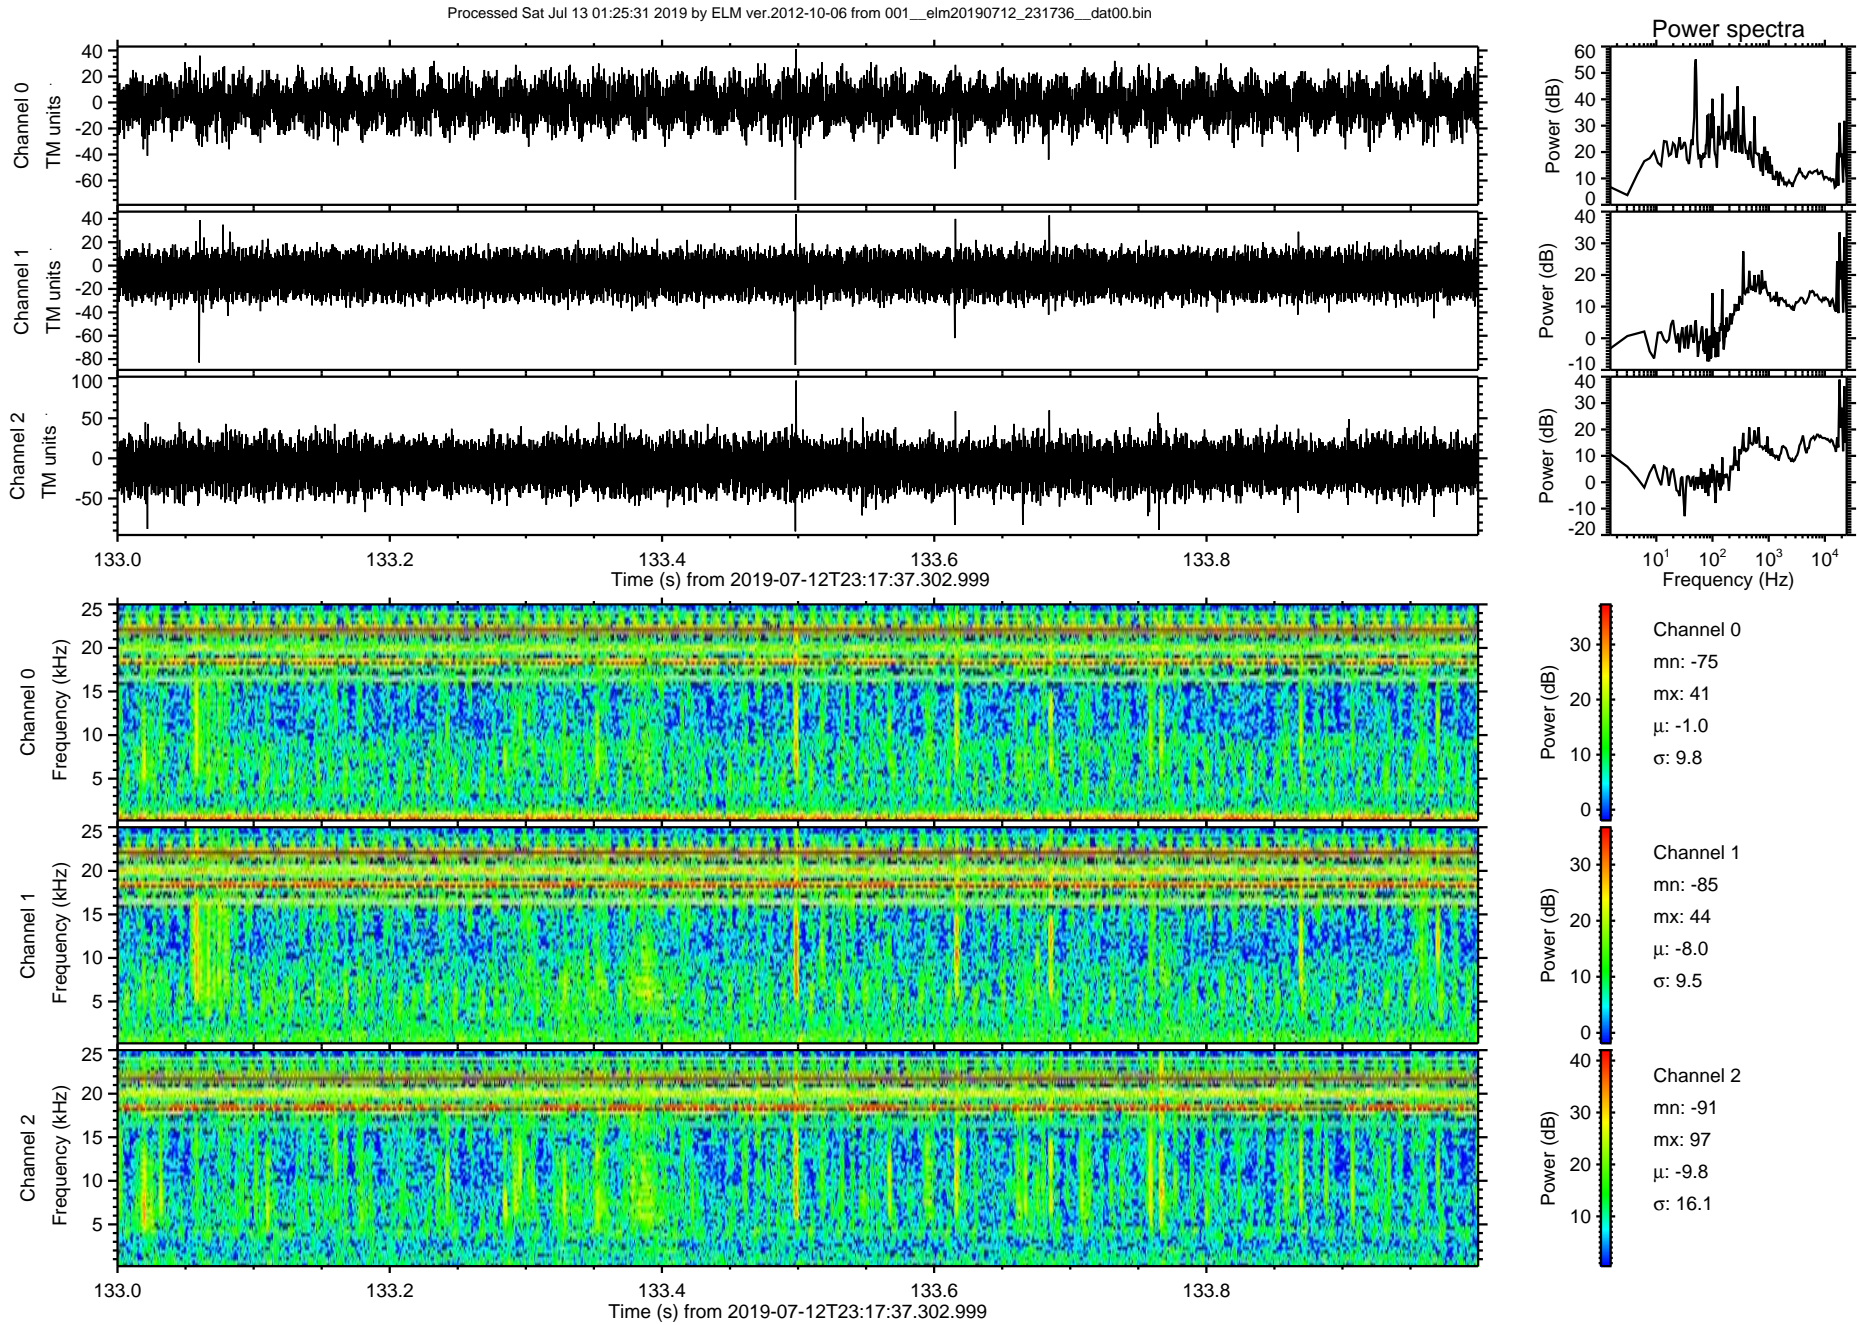 Processed Sat Jul 13 01:25:31 2019 by ELM ver.2012-10-06 from 001__elm20190712_231736__dat00.bin
Power spectra
Channel 0
TM units
40
20
0
-20
-40
-60
Power (dB)
60
50
40
30
20
10
0
Channel 1
TM units
40
20
0
-20
-40
-60
-80
Power (dB)
40
30
20
10
0
-10
Channel 2
TM units
100
50
0
-50
Power (dB)
40
30
20
10
0
-10
-20
133.0 133.2 133.4 133.6 133.8
Time (s) from 2019-07-12T23:17:37.302.999
10^1 10^2 10^3 10^4
Frequency (Hz)
Channel 0
Frequency (kHz)
25
20
15
10
5
Power (dB)
30
20
10
0
Channel 0
mn: -75
mx: 41
μ: -1.0
σ: 9.8
Channel 1
Frequency (kHz)
25
20
15
10
5
Power (dB)
30
20
10
0
Channel 1
mn: -85
mx: 44
μ: -8.0
σ: 9.5
Channel 2
Frequency (kHz)
25
20
15
10
5
Power (dB)
40
30
20
10
Channel 2
mn: -91
mx: 97
μ: -9.8
σ: 16.1
133.0 133.2 133.4 133.6 133.8
Time (s) from 2019-07-12T23:17:37.302.999